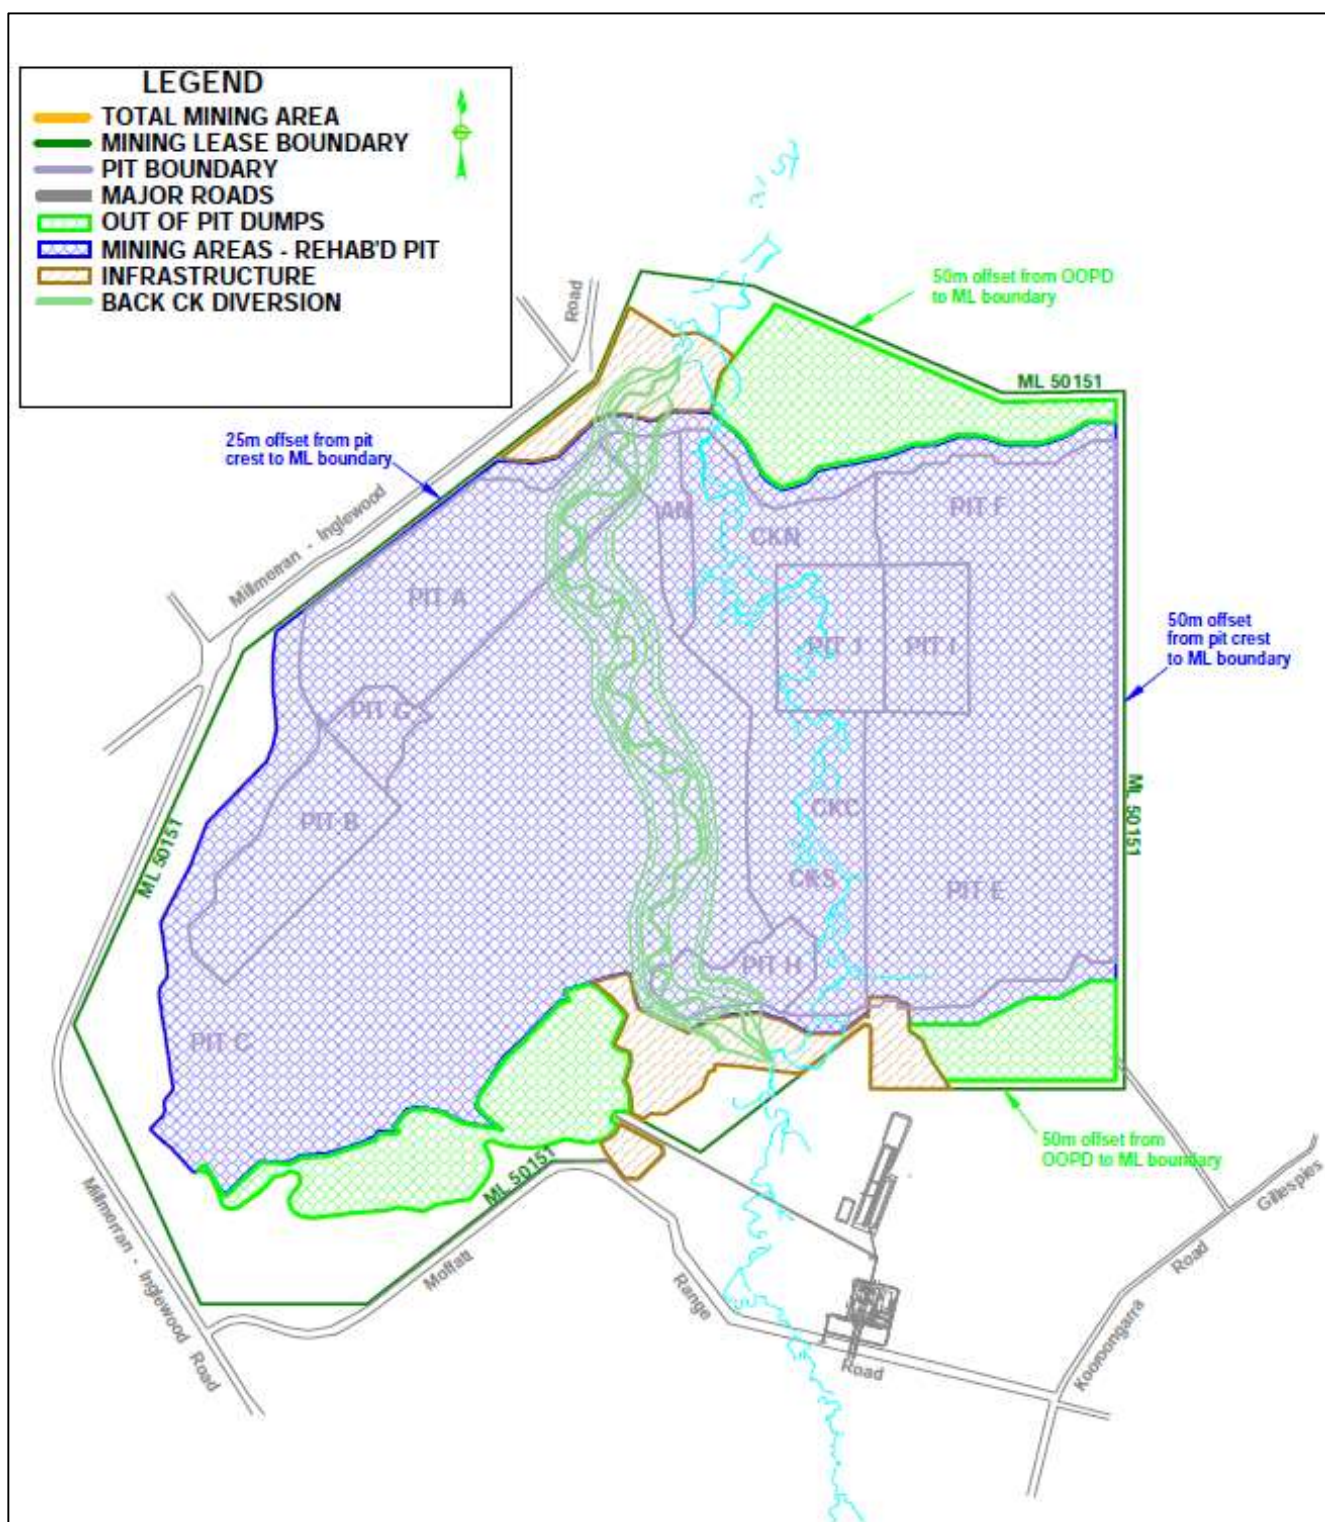 LEGEND
TOTAL MINING AREA
MINING LEASE BOUNDARY
PIT BOUNDARY
MAJOR ROADS
OUT OF PIT DUMPS
MINING AREAS - REHAB'D PIT
INFRASTRUCTURE
BACK CK DIVERSION
Road
50m offset from OOPD
to ML boundary
ML 50151
25m offset from pit
crest to ML boundary
Millmerran - Inglewood
PIT F
AN
CKN
PIT A
50m offset
from pit crest
to ML boundary
PIT J
PIT I
PIT G
ML 50151
PIT B
CKC
ML 50151
CKS
PIT E
PIT H
PIT C
50m offset from
OOPD to ML boundary
ML 50151
Millmerran - Inglewood Road
Moffatt
Range
Road
Kooroongarra
Road
Gillespies